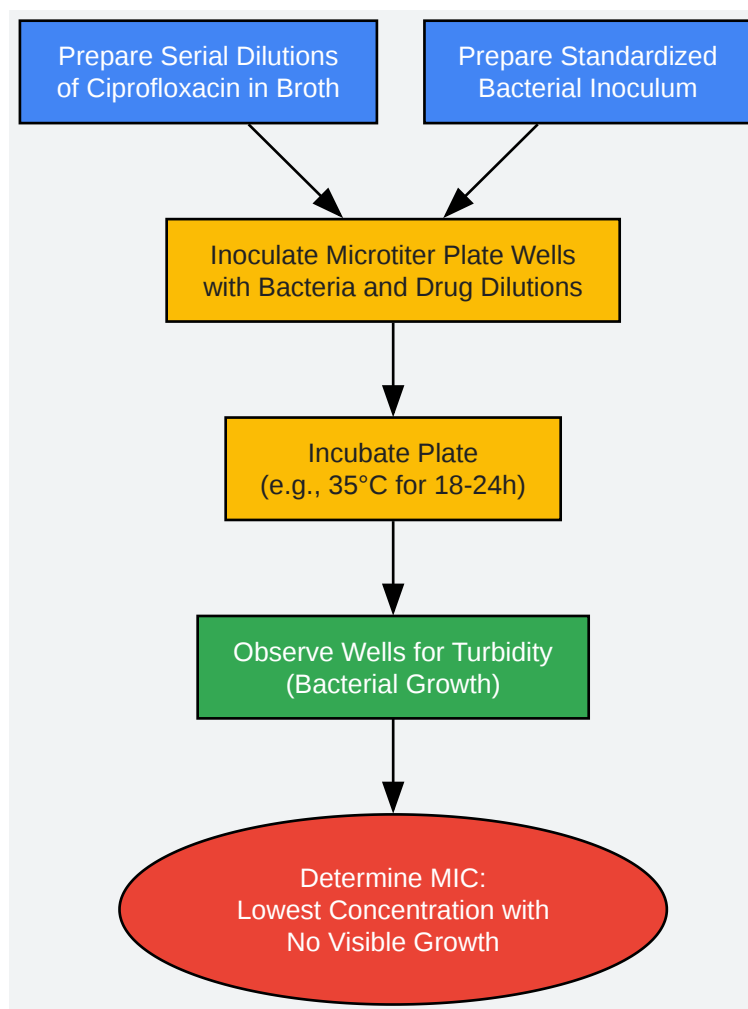 Prepare Serial Dilutions
of Ciprofloxacin in Broth
Prepare Standardized
Bacterial Inoculum
Inoculate Microtiter Plate Wells
with Bacteria and Drug Dilutions
Incubate Plate
(e.g., 35°C for 18-24h)
Observe Wells for Turbidity
(Bacterial Growth)
Determine MIC:
Lowest Concentration with
No Visible Growth